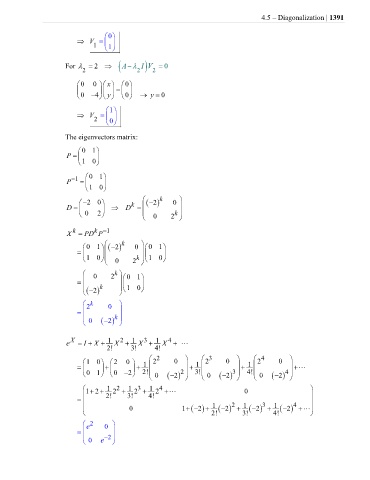 4.5 – Diagonalization | 1391
⇒ V₁ = (0; 1)
For λ₂ = 2 ⇒ (A − λ₂I)V₂ = 0
(0 0; 0 −4)(x; y) = (0; 0) → y = 0
⇒ V₂ = (1; 0)
The eigenvectors matrix:
P = (0 1; 1 0)
P⁻¹ = (0 1; 1 0)
D = (−2 0; 0 2) ⇒ Dᵏ = ((−2)ᵏ 0; 0 2ᵏ)
Xᵏ = PDᵏP⁻¹
= (0 1; 1 0)((−2)ᵏ 0; 0 2ᵏ)(0 1; 1 0)
= (0 2ᵏ; (−2)ᵏ 0)(0 1; 1 0)
= (2ᵏ 0; 0 (−2)ᵏ)
eˣ = I + X + 1/2! X² + 1/3! X³ + 1/4! X⁴ + ⋯
= (1 0; 0 1) + (2 0; 0 −2) + 1/2! (2² 0; 0 (−2)²) + 1/3! (2³ 0; 0 (−2)³) + 1/4! (2⁴ 0; 0 (−2)⁴) + ⋯
= (1 + 2 + 1/2! 2² + 1/3! 2³ + 1/4! 2⁴ + ⋯ 0; 0 1 + (−2) + 1/2! (−2)² + 1/3! (−2)³ + 1/4! (−2)⁴ + ⋯)
= (e² 0; 0 e⁻²)